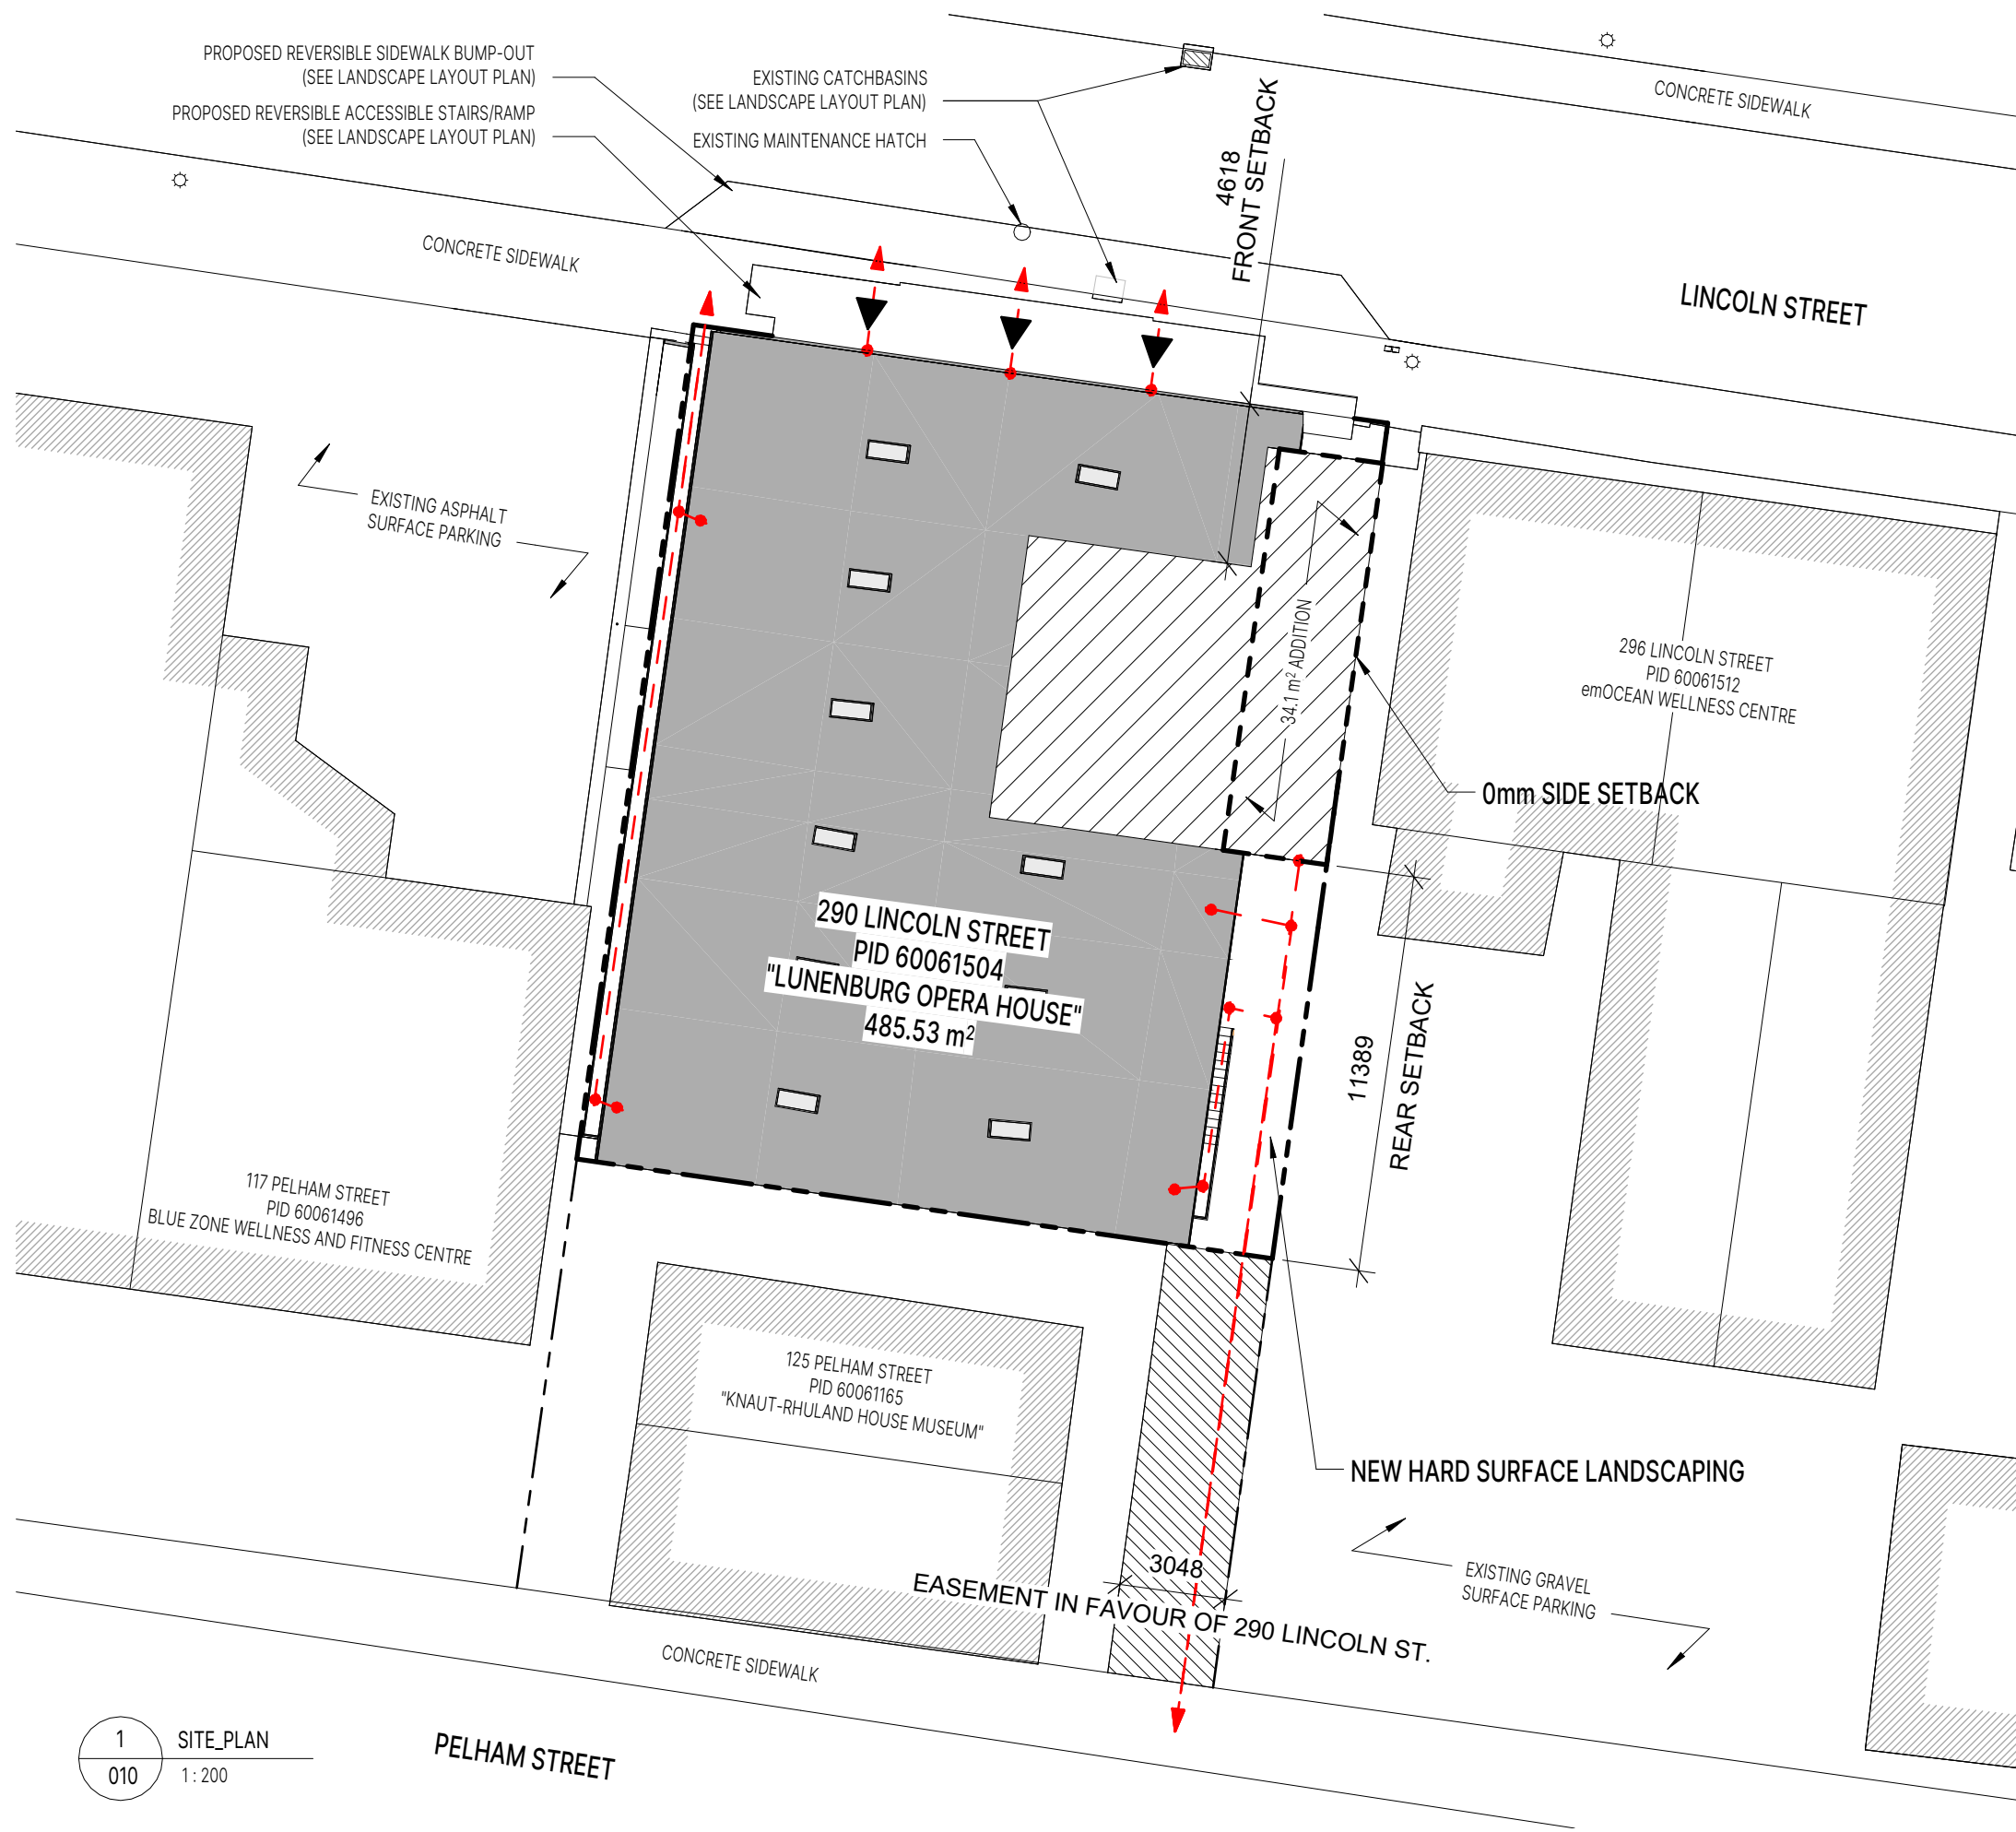 PROPOSED REVERSIBLE SIDEWALK BUMP-OUT
(SEE LANDSCAPE LAYOUT PLAN)
PROPOSED REVERSIBLE ACCESSIBLE STAIRS/RAMP
(SEE LANDSCAPE LAYOUT PLAN)
EXISTING CATCHBASINS
(SEE LANDSCAPE LAYOUT PLAN)
EXISTING MAINTENANCE HATCH
4618
FRONT SETBACK
CONCRETE SIDEWALK
CONCRETE SIDEWALK
LINCOLN STREET
EXISTING ASPHALT
SURFACE PARKING
34.1 m² ADDITION
296 LINCOLN STREET
PID 60061512
emOCEAN WELLNESS CENTRE
0mm SIDE SETBACK
290 LINCOLN STREET
PID 60061504
"LUNENBURG OPERA HOUSE"
485.53 m²
11389
REAR SETBACK
117 PELHAM STREET
PID 60061496
BLUE ZONE WELLNESS AND FITNESS CENTRE
125 PELHAM STREET
PID 60061165
"KNAUT-RHULAND HOUSE MUSEUM"
NEW HARD SURFACE LANDSCAPING
3048
EASEMENT IN FAVOUR OF 290 LINCOLN ST.
EXISTING GRAVEL
SURFACE PARKING
CONCRETE SIDEWALK
PELHAM STREET
1
010
SITE_PLAN
1 : 200